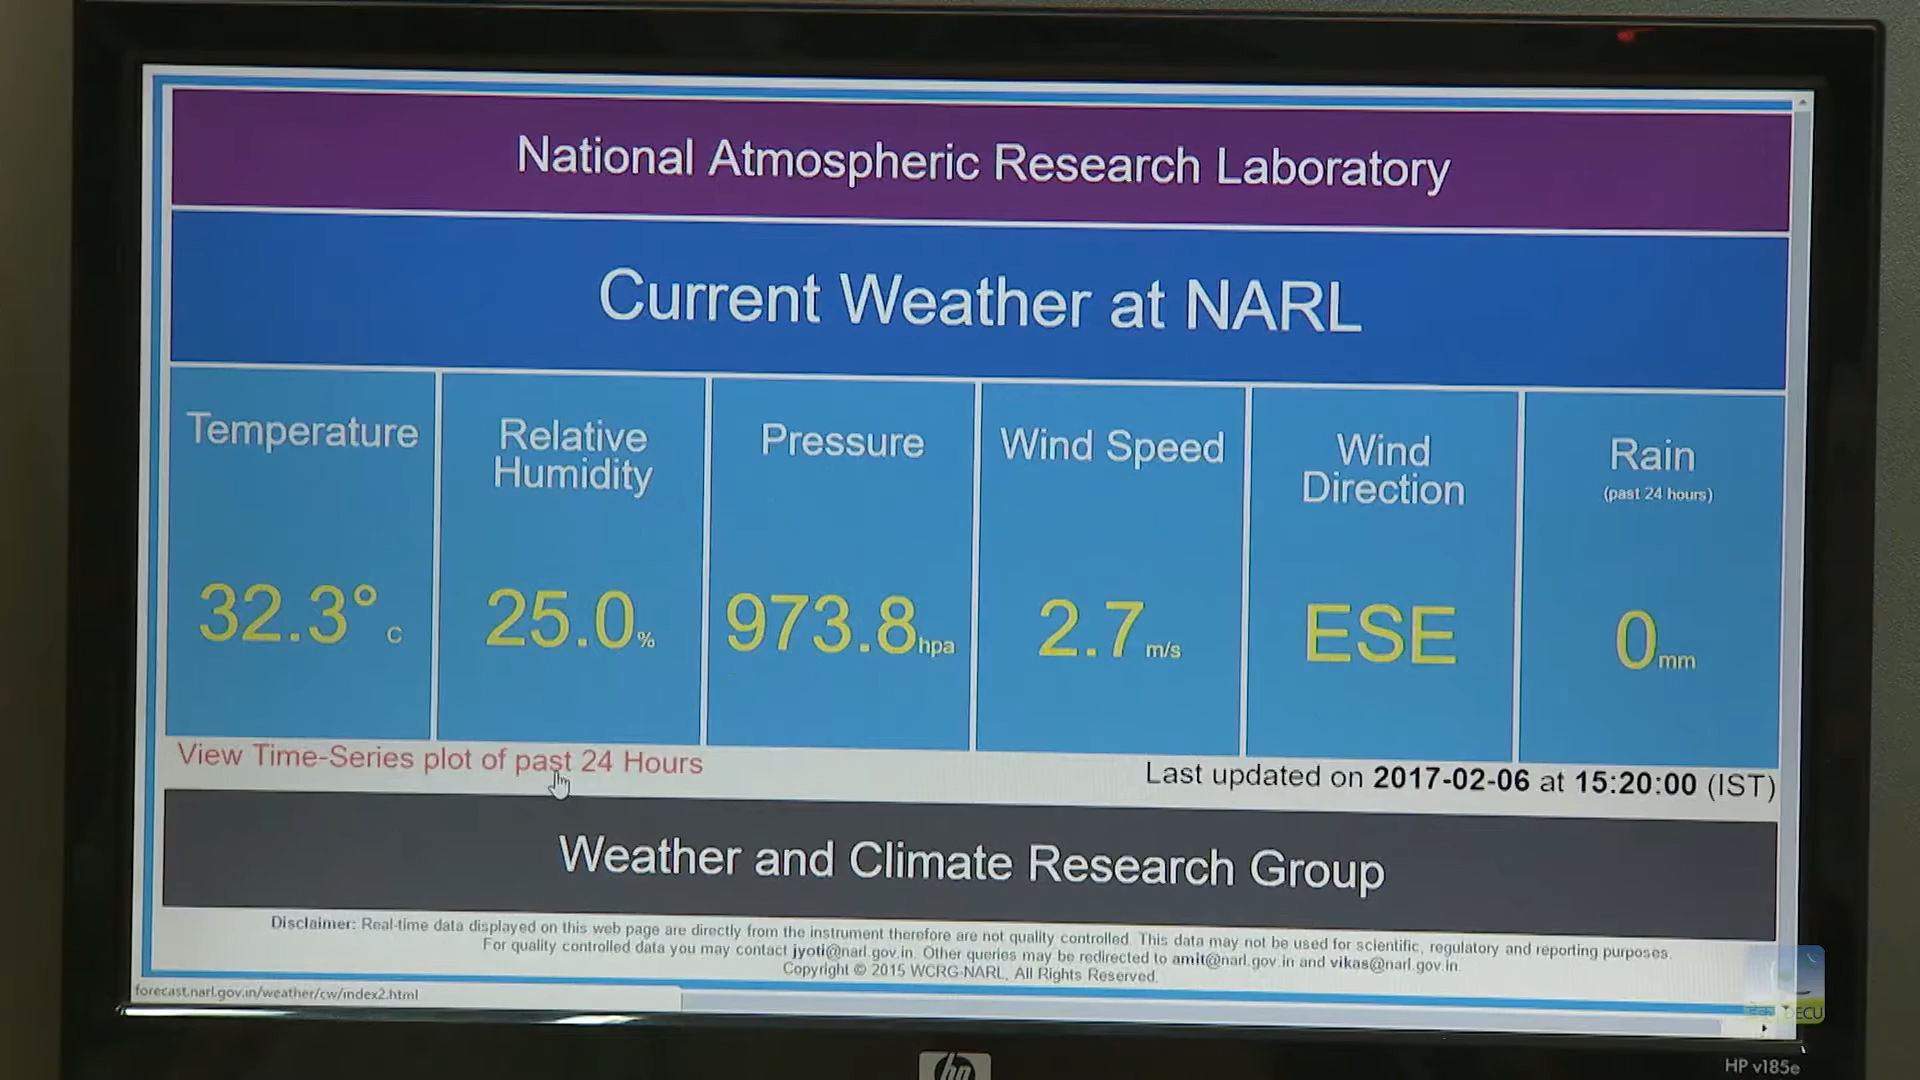 National Atmospheric Research Laboratory
Current Weather at NARL
Temperature
32.3° C
Relative
Humidity
25.0 %
Pressure
973.8 hpa
Wind Speed
2.7 m/s
Wind
Direction
ESE
Rain
(past 24 hours)
0 mm
View Time-Series plot of past 24 Hours
Last updated on 2017-02-06 at 15:20:00 (IST)
Weather and Climate Research Group
Disclaimer: Real-time data displayed on this web page are directly from the instrument therefore are not quality controlled. This data may not be used for scientific, regulatory and reporting purposes.
For quality controlled data you may contact jyoti@narl.gov.in. Other queries may be redirected to amit@narl.gov.in and vikas@narl.gov.in.
Copyright © 2015 WCRG-NARL, All Rights Reserved.
forecast.narl.gov.in/weather/cw/index2.html
DECU
hp
HP v185e